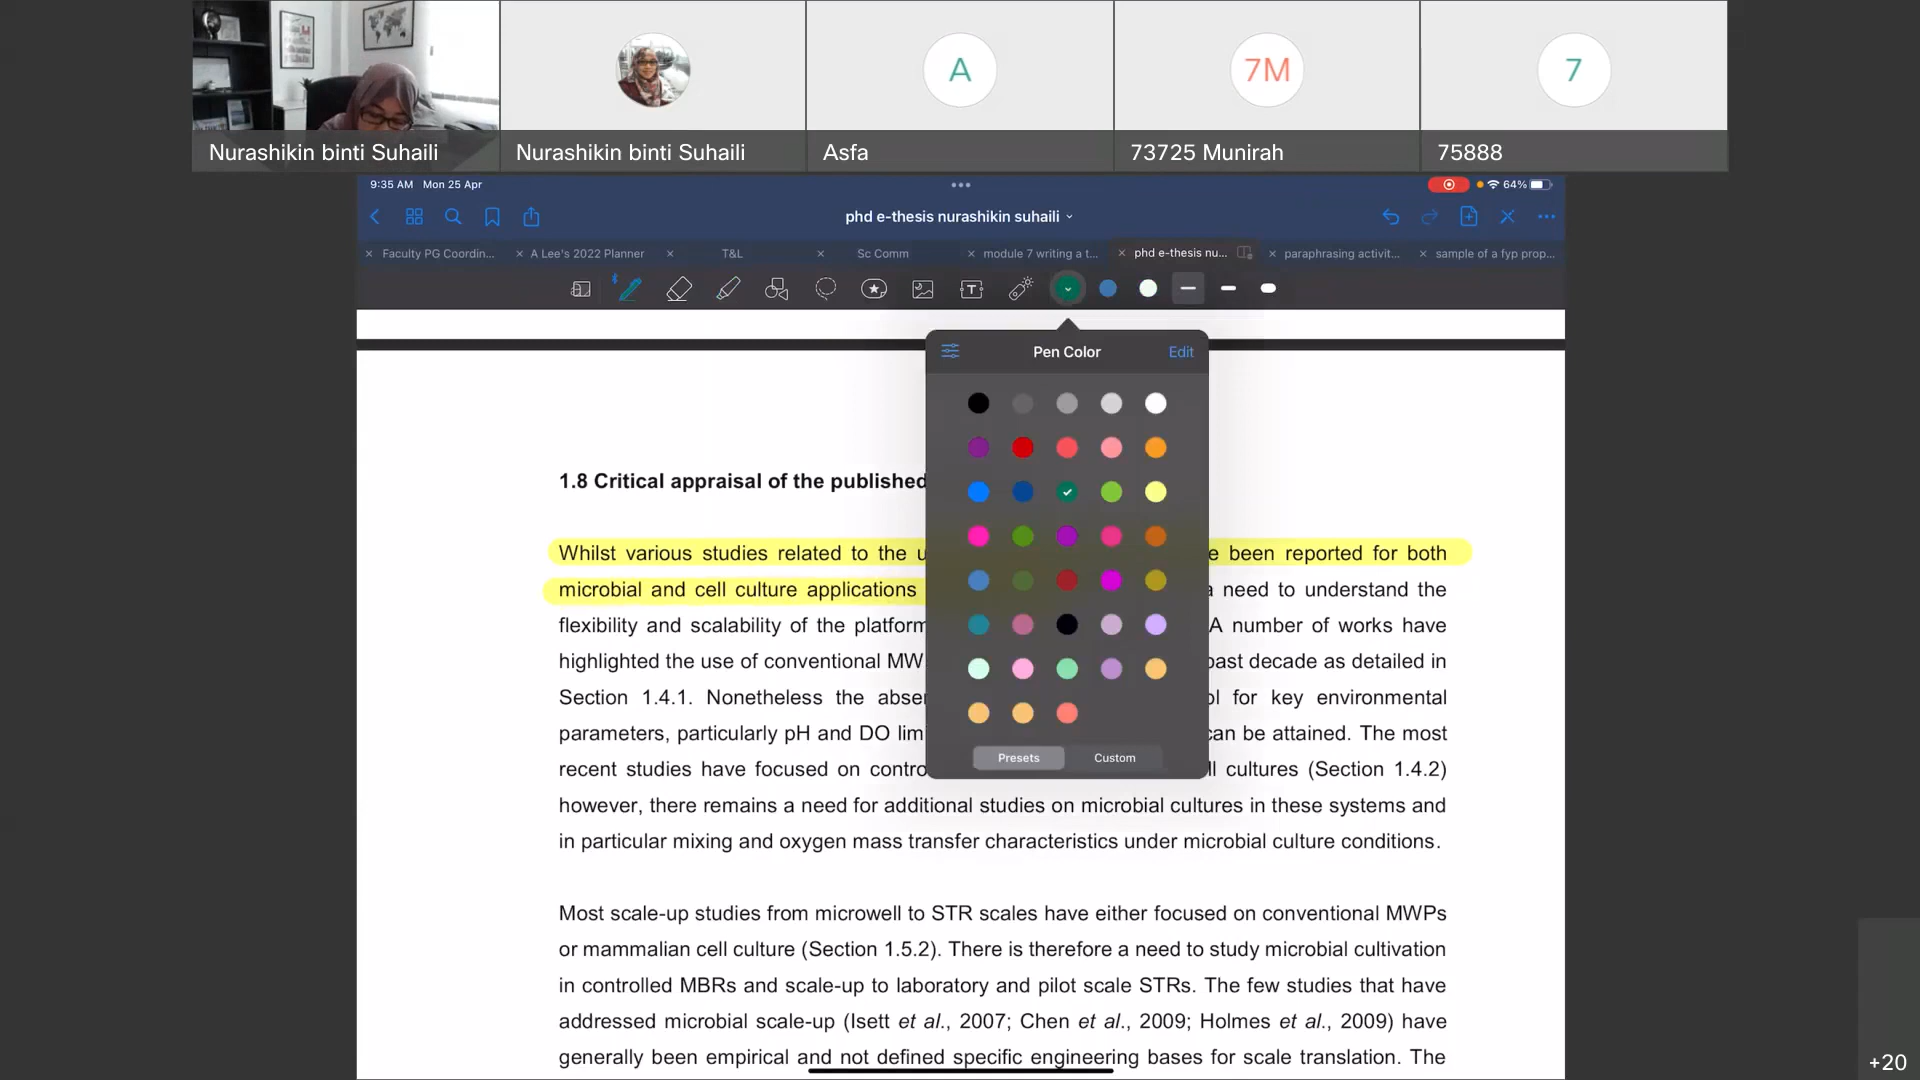 A
7M
7
Nurashikin binti Suhaili
Nurashikin binti Suhaili
Asfa
73725 Munirah
75888
9:35 AM Mon 25 Apr
64%
phd e-thesis nurashikin suhaili
Faculty PG Coordin...
A Lee's 2022 Planner
T&L
Sc Comm
module 7 writing a t...
phd e-thesis nu...
paraphrasing activit...
sample of a fyp prop...
Pen Color
Edit
Presets
Custom
1.8 Critical appraisal of the published
Whilst various studies related to the u e been reported for both
microbial and cell culture applications a need to understand the
flexibility and scalability of the platform A number of works have
highlighted the use of conventional MW past decade as detailed in
Section 1.4.1. Nonetheless the abse ol for key environmental
parameters, particularly pH and DO lim can be attained. The most
recent studies have focused on contro ll cultures (Section 1.4.2)
however, there remains a need for additional studies on microbial cultures in these systems and
in particular mixing and oxygen mass transfer characteristics under microbial culture conditions.
Most scale-up studies from microwell to STR scales have either focused on conventional MWPs
or mammalian cell culture (Section 1.5.2). There is therefore a need to study microbial cultivation
in controlled MBRs and scale-up to laboratory and pilot scale STRs. The few studies that have
addressed microbial scale-up (Isett et al., 2007; Chen et al., 2009; Holmes et al., 2009) have
generally been empirical and not defined specific engineering bases for scale translation. The
+20